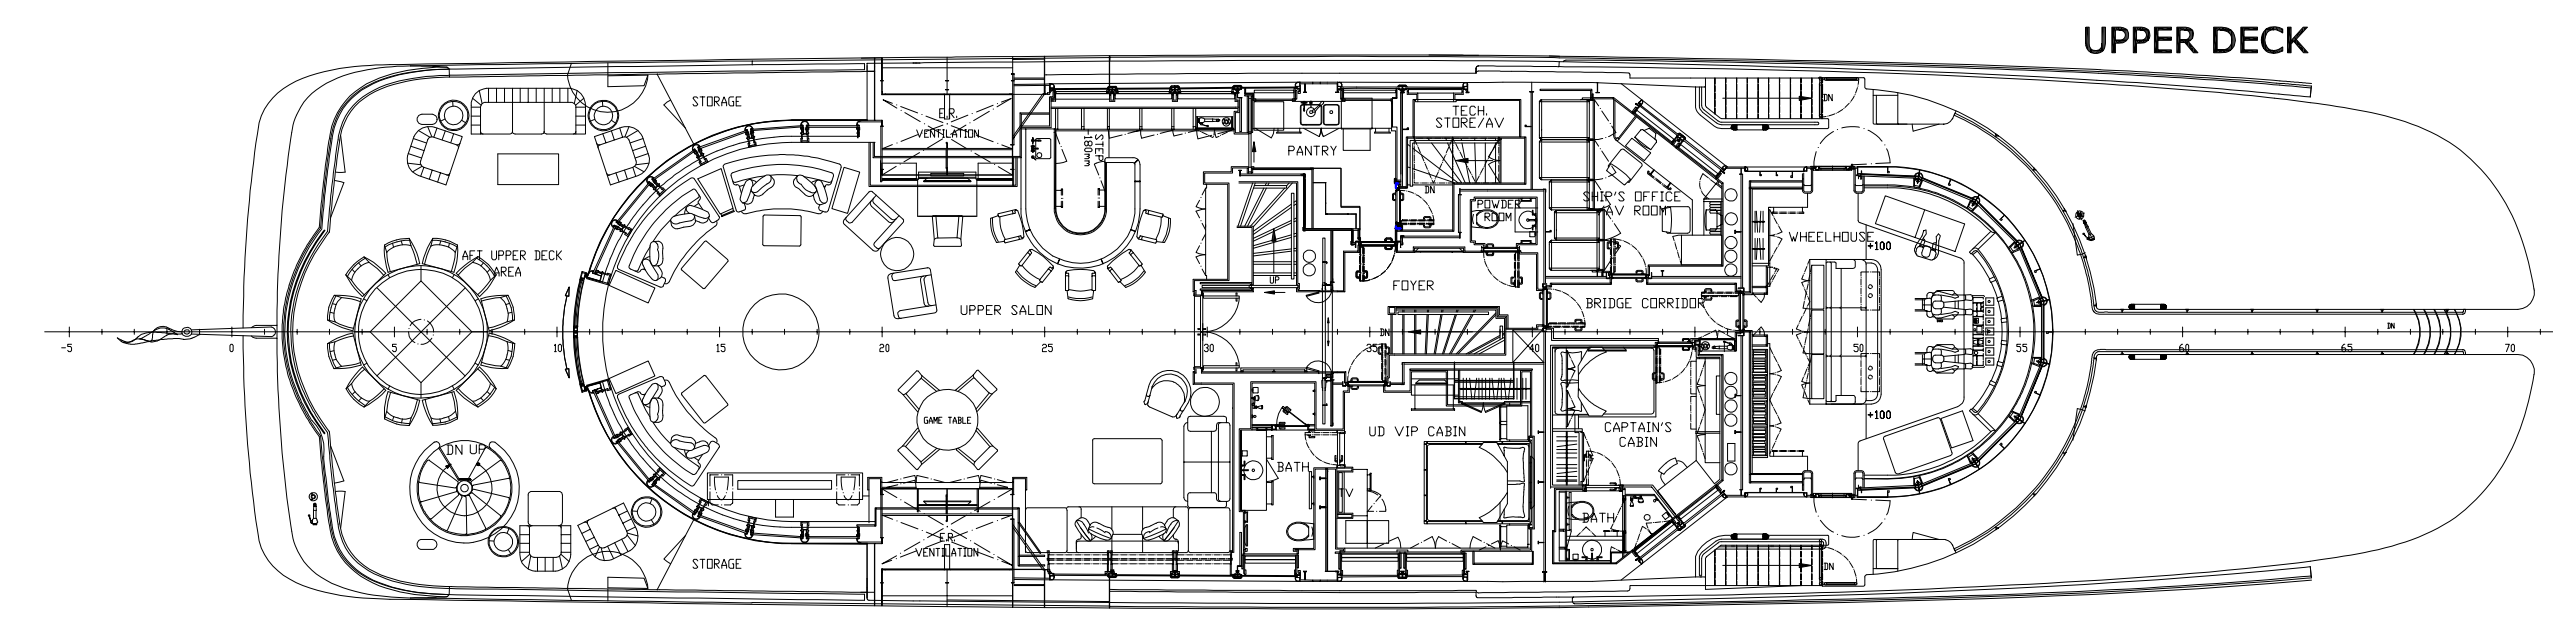 UPPER DECK
STORAGE
E.R.
VENTILATION
STEP
180mm
PANTRY
TECH.
STORE/AV
DN
DN
POWDER
ROOM
SHIP'S OFFICE
AV ROOM
WHEELHOUSE
+100
AFT UPPER DECK
AREA
UPPER SALON
UP
FOYER
BRIDGE CORRIDOR
DN
DN
-5 0 5 10 15 20 25 30 35 40 50 55 60 65 70
GAME TABLE
+100
UD VIP CABIN
CAPTAIN'S
CABIN
DN UP
BATH
TV
BATH
E.R.
VENTILATION
STORAGE
DN